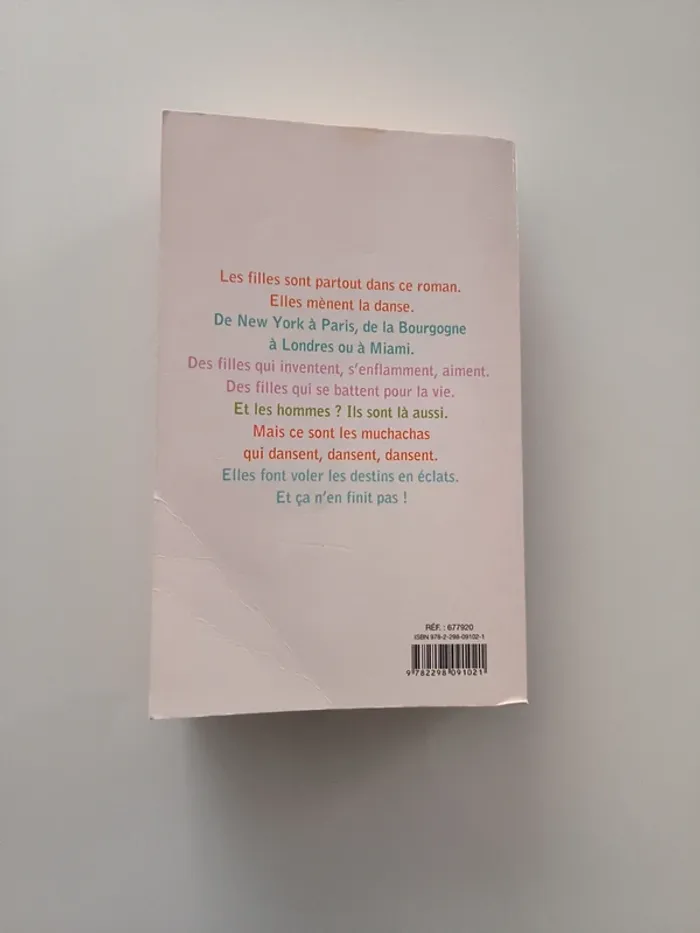 Les filles sont partout dans ce roman.
Elles mènent la danse.
De New York à Paris, de la Bourgogne
à Londres ou à Miami.
Des filles qui inventent, s'enflamment, aiment.
Des filles qui se battent pour la vie.
Et les hommes ? Ils sont là aussi.
Mais ce sont les muchachas
qui dansent, dansent, dansent.
Elles font voler les destins en éclats.
Et ça n'en finit pas !
RÉF. : 677920
ISBN 978-2-298-09102-1
9 782298 091021